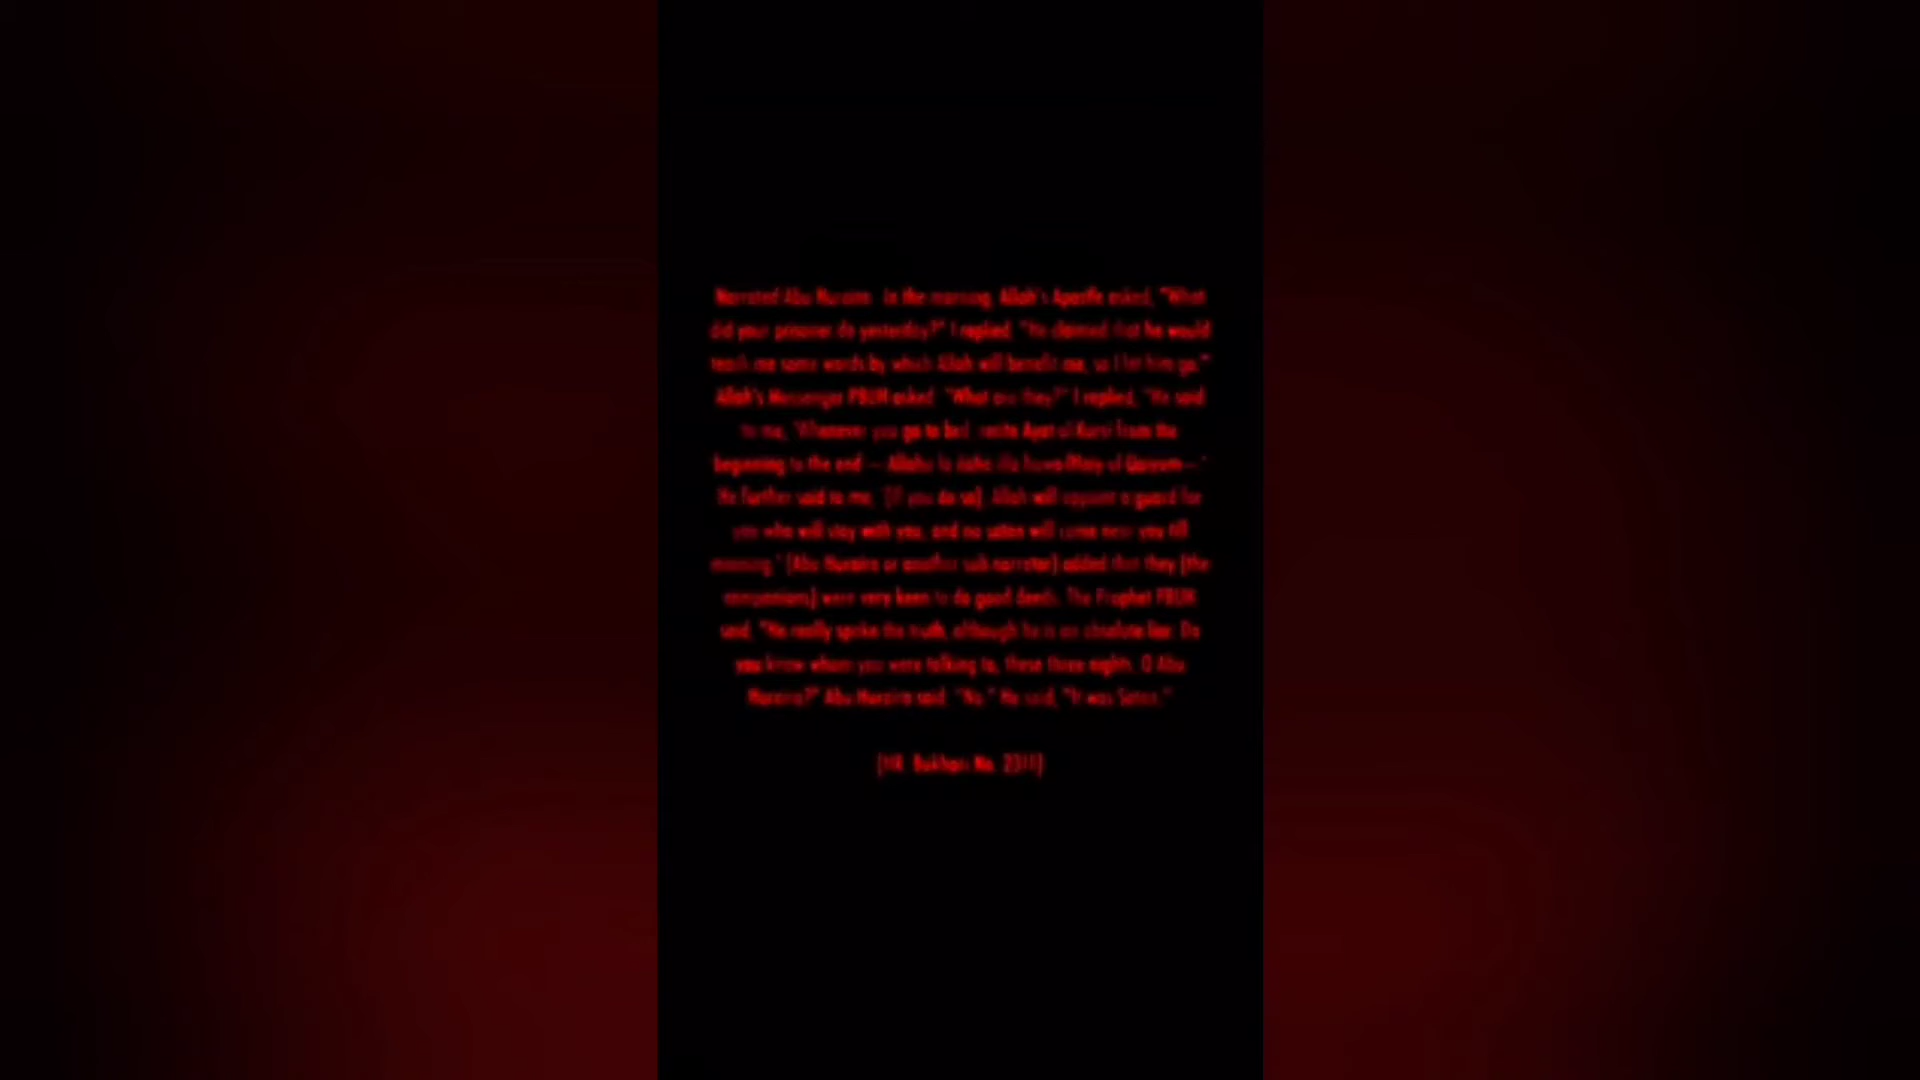 Narrated Abu Huraira: In the morning, Allah's Apostle asked, "What
did your prisoner do yesterday?" I replied, "He claimed that he would
teach me some words by which Allah will benefit me, so I let him go."
Allah's Messenger PBUH asked, "What are they?" I replied, "He said
to me, 'Whenever you go to bed, recite Ayat al-Kursi from the
beginning to the end -- Allahu la ilaha illa huwa
He further said to me, '[If you do so], Allah will appoint a guard for
you who will stay with you, and no satan will come near you till
morning.' [Abu Huraira or another sub-narrator] added that they [the
companions] were very keen to do good deeds. The Prophet PBUH
said, "He really spoke the truth, although he is an absolute liar. Do
you know whom you were talking to, these three nights, O Abu
Huraira?" Abu Huraira said, "No." He said, "It was Satan."
Bukhari No.